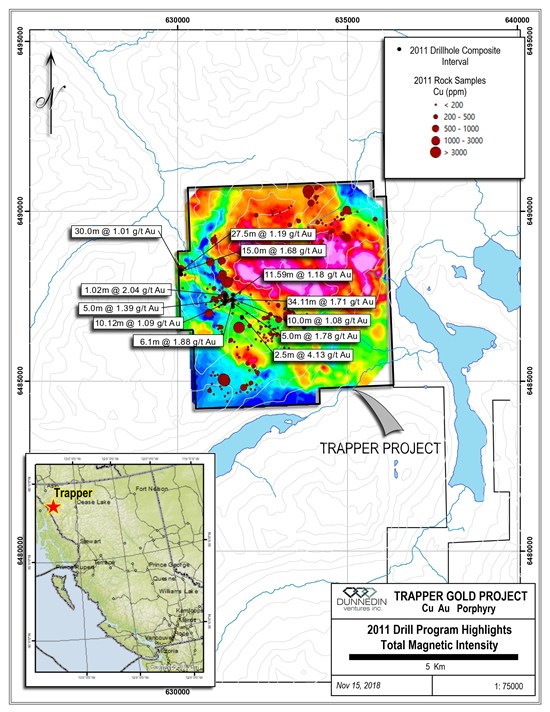 630000
635000
640000
6495000
6495000
2011 Drillhole Composite
Interval
2011 Rock Samples
Cu (ppm)
< 200
200 - 500
500 - 1000
1000 - 3000
> 3000
N
6490000
6490000
30.0m @ 1.01 g/t Au
27.5m @ 1.19 g/t Au
15.0m @ 1.68 g/t Au
11.59m @ 1.18 g/t Au
1.02m @ 2.04 g/t Au
34.11m @ 1.71 g/t Au
5.0m @ 1.39 g/t Au
10.12m @ 1.09 g/t Au
10.0m @ 1.08 g/t Au
6.1m @ 1.88 g/t Au
5.0m @ 1.78 g/t Au
2.5m @ 4.13 g/t Au
6485000
6485000
TRAPPER PROJECT
Trapper
Fort Nelson
Dease Lake
Stewart
Terrace
Prince Rupert
Prince George
Quesnel
Williams Lake
Kamloops
Vancouver
6480000
6480000
DUNNEDIN
ventures inc.
TRAPPER GOLD PROJECT
Cu Au Porphyry
2011 Drill Program Highlights
Total Magnetic Intensity
5 Km
Nov 15, 2018
1: 75000
630000